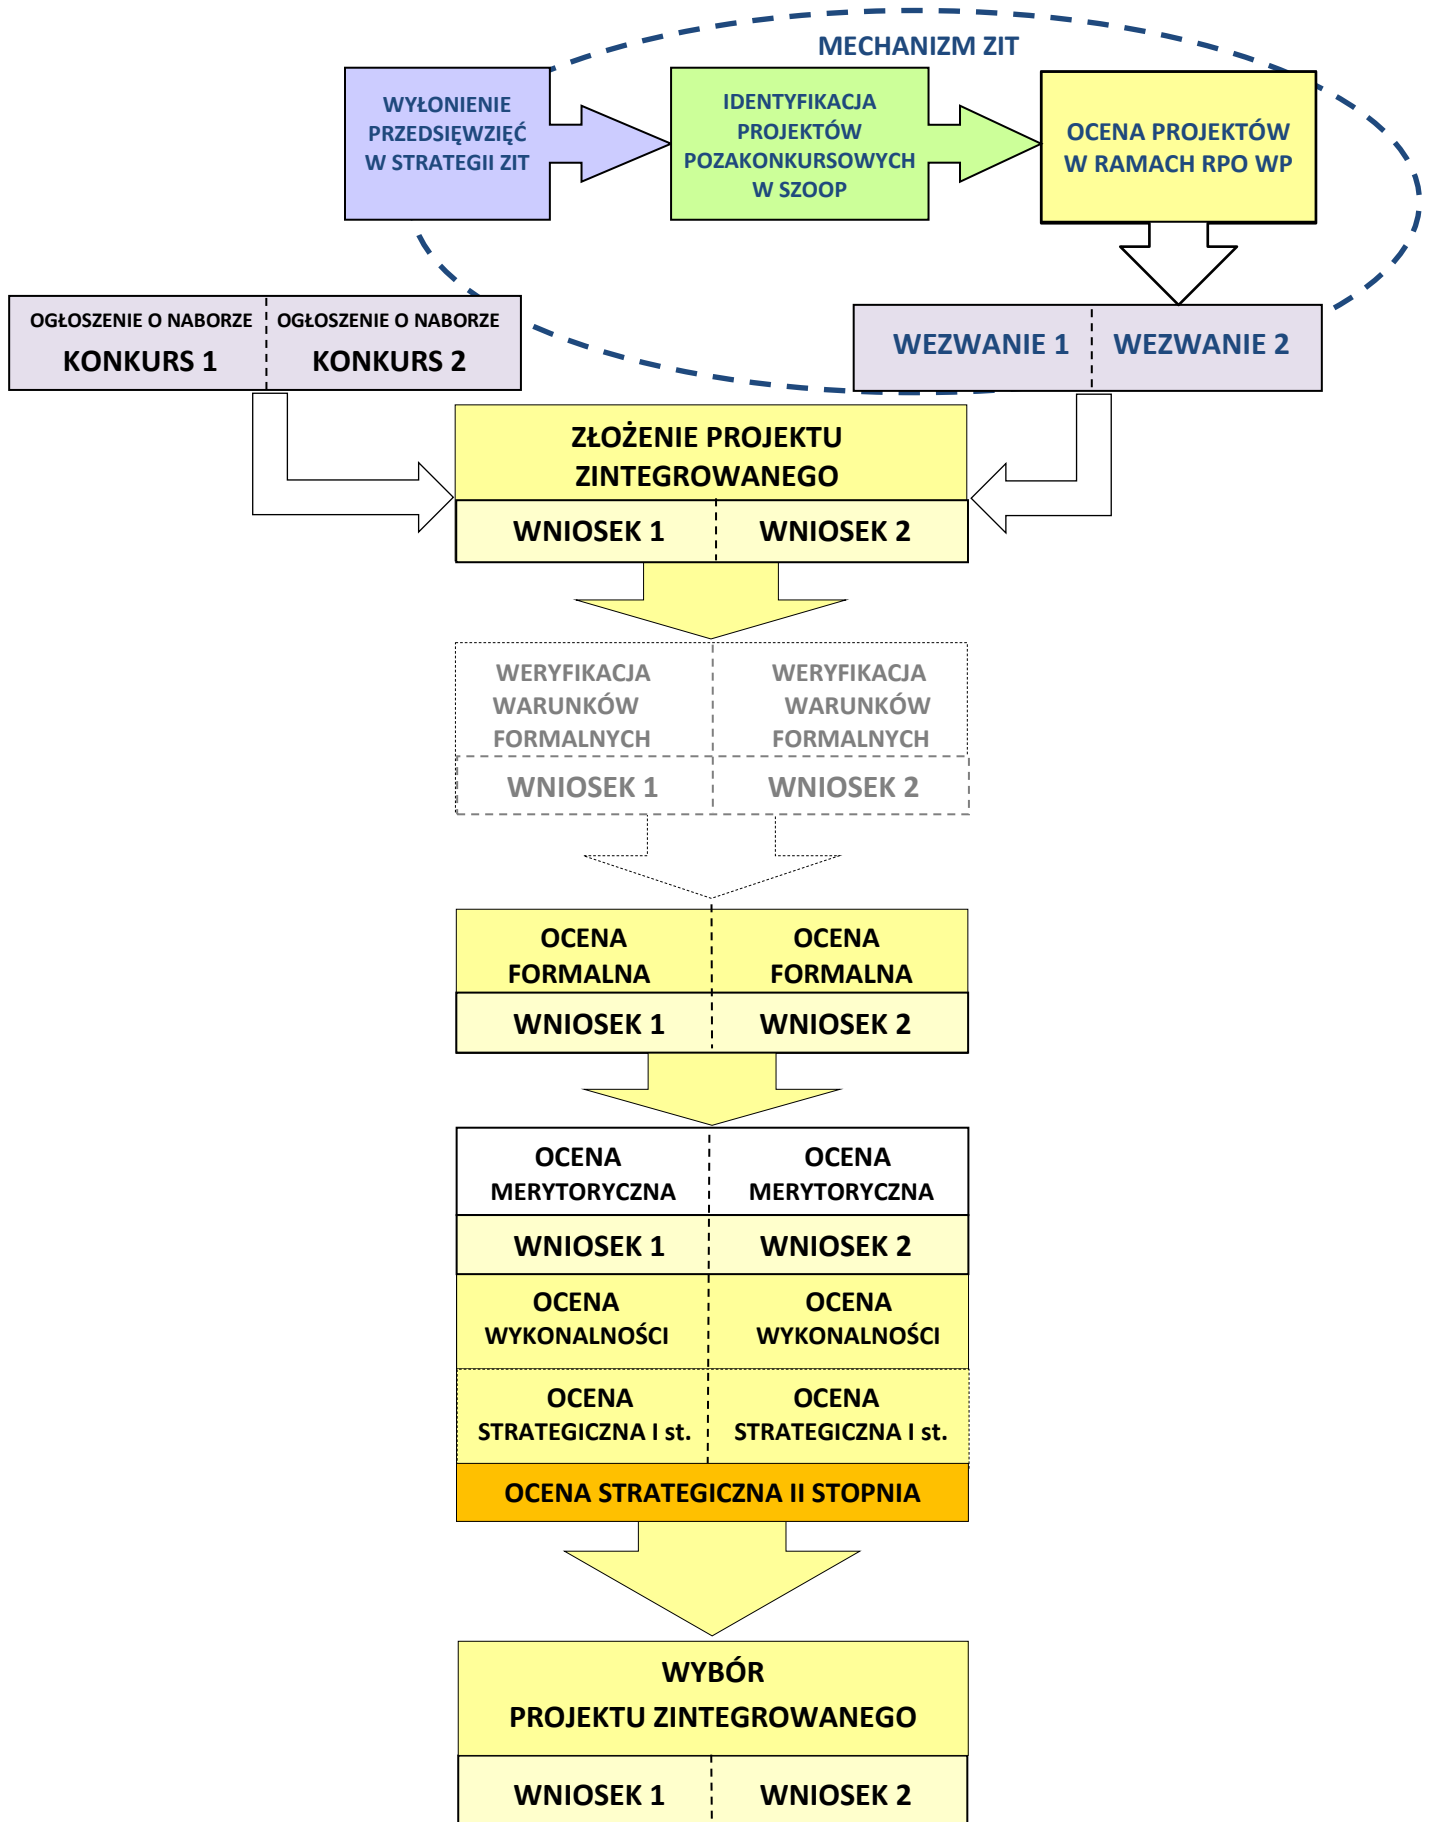 MECHANIZM ZIT
WYŁONIENIE
PRZEDSIĘWZIĘĆ
W STRATEGII ZIT
IDENTYFIKACJA
PROJEKTÓW
POZAKONKURSOWYCH
W SZOOP
OCENA PROJEKTÓW
W RAMACH RPO WP
OGŁOSZENIE O NABORZE
KONKURS 1
OGŁOSZENIE O NABORZE
KONKURS 2
WEZWANIE 1
WEZWANIE 2
ZŁOŻENIE PROJEKTU
ZINTEGROWANEGO
WNIOSEK 1
WNIOSEK 2
WERYFIKACJA
WARUNKÓW
FORMALNYCH
WERYFIKACJA
WARUNKÓW
FORMALNYCH
WNIOSEK 1
WNIOSEK 2
OCENA
FORMALNA
OCENA
FORMALNA
WNIOSEK 1
WNIOSEK 2
OCENA
MERYTORYCZNA
OCENA
MERYTORYCZNA
WNIOSEK 1
WNIOSEK 2
OCENA
WYKONALNOŚCI
OCENA
WYKONALNOŚCI
OCENA
STRATEGICZNA I st.
OCENA
STRATEGICZNA I st.
OCENA STRATEGICZNA II STOPNIA
WYBÓR
PROJEKTU ZINTEGROWANEGO
WNIOSEK 1
WNIOSEK 2